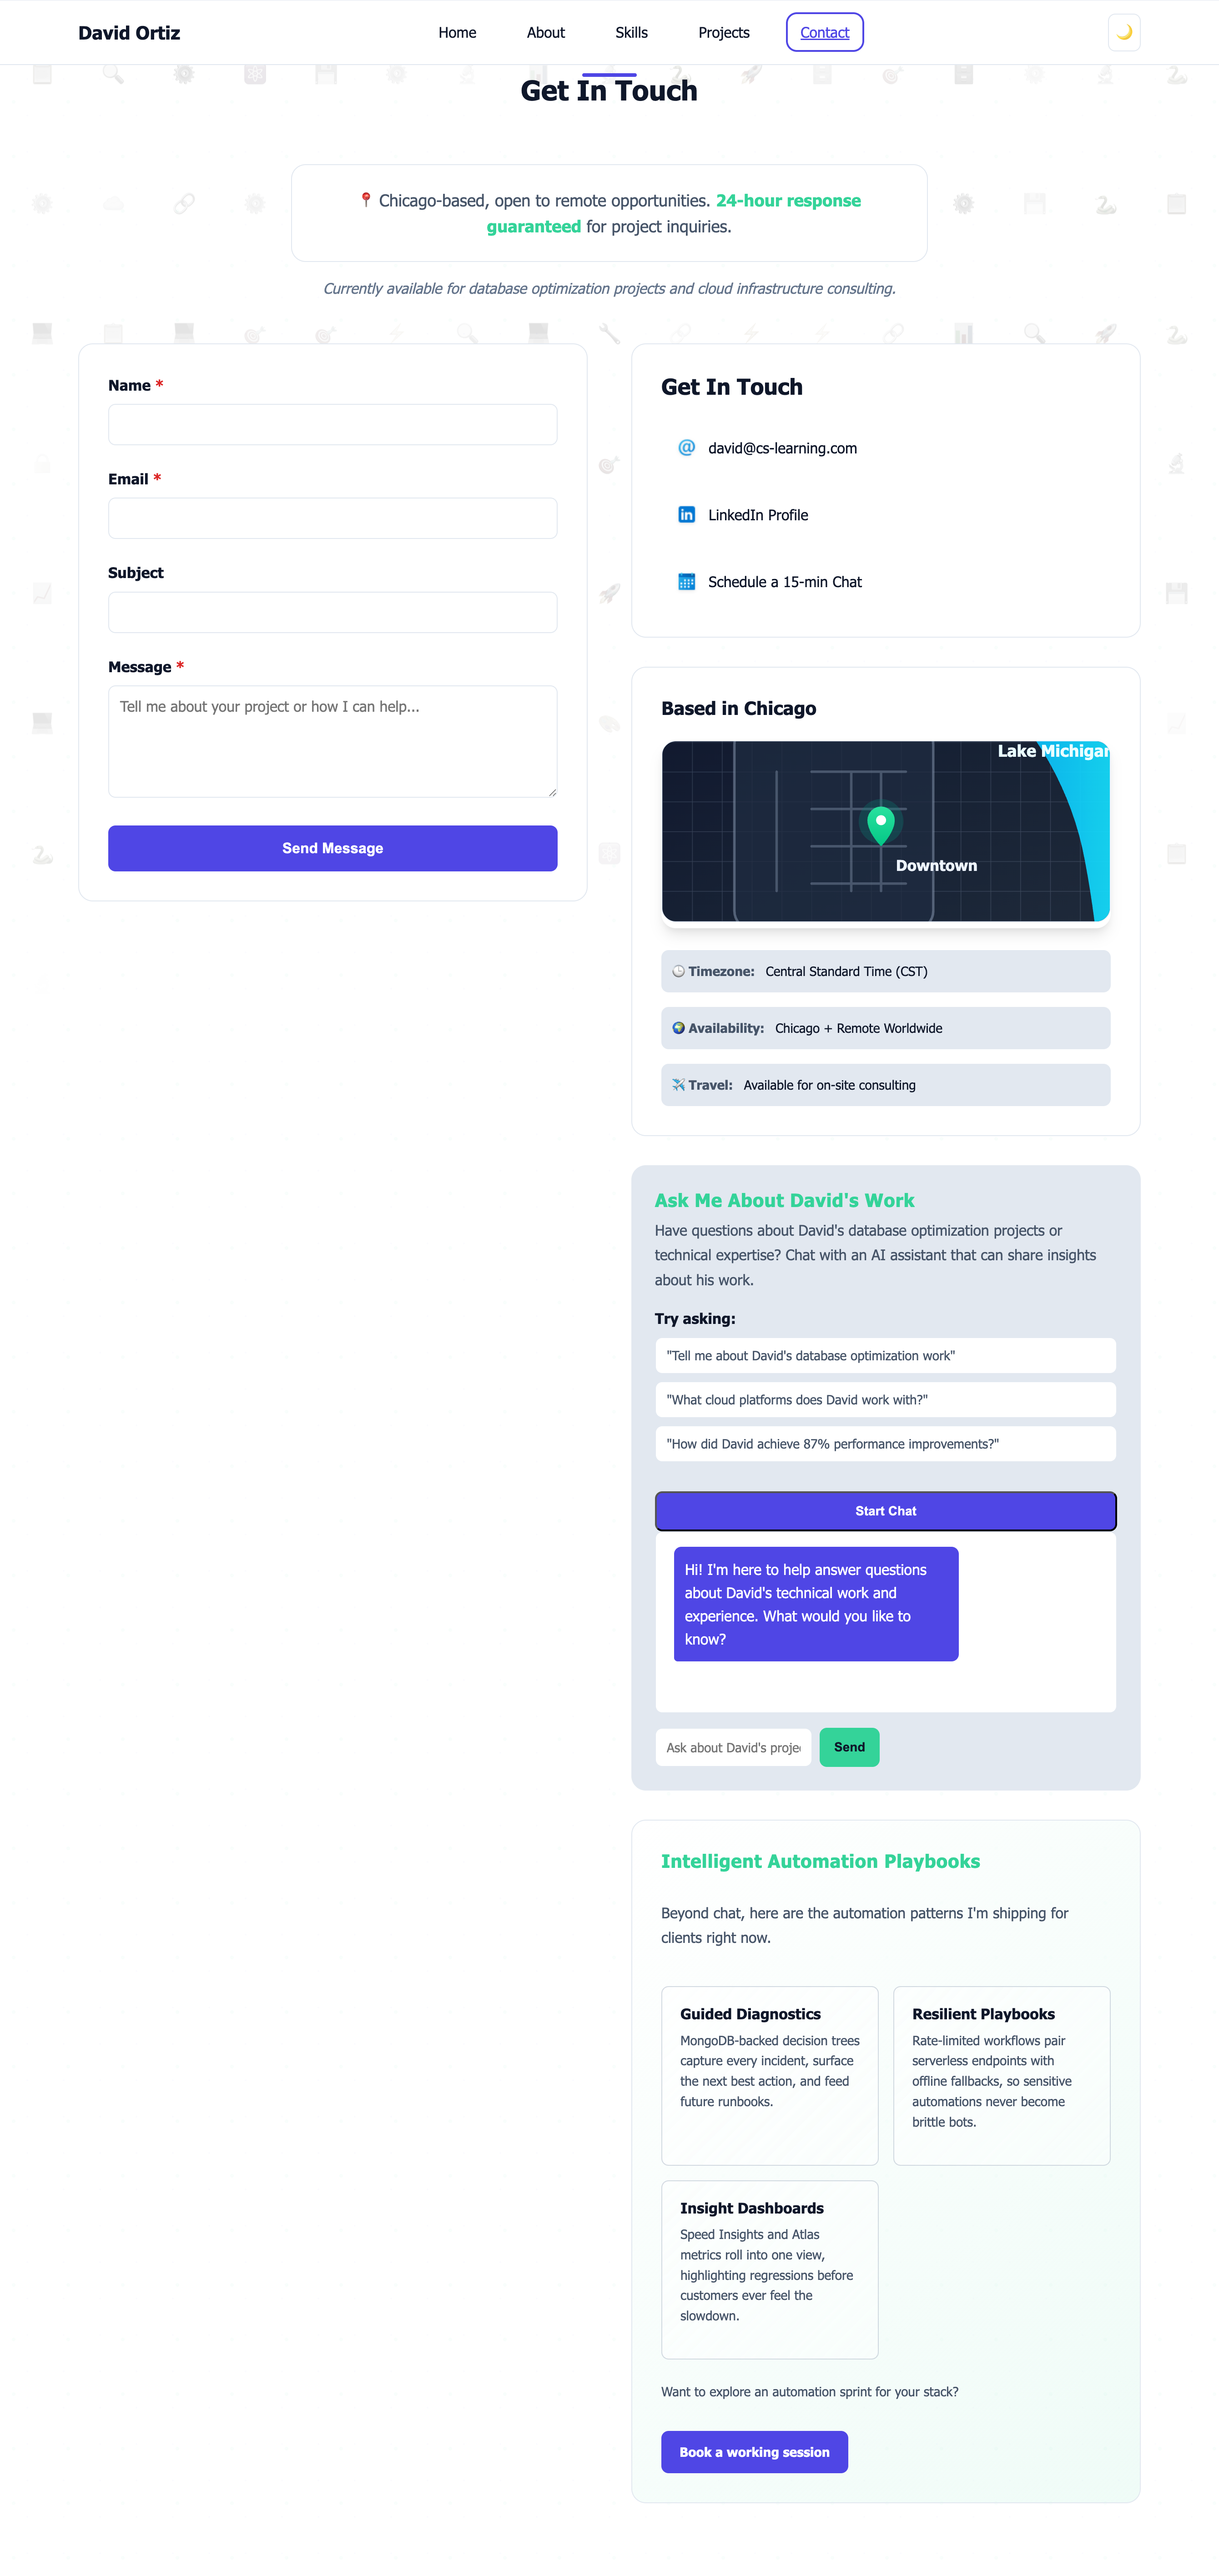 David Ortiz
Home
About
Skills
Projects
Contact
Get In Touch
Chicago-based, open to remote opportunities. 24-hour response
guaranteed for project inquiries.
Currently available for database optimization projects and cloud infrastructure consulting.
Name *
Email *
Subject
Message *
Tell me about your project or how I can help...
Send Message
Get In Touch
david@cs-learning.com
LinkedIn Profile
Schedule a 15-min Chat
Based in Chicago
Lake Michigan
Downtown
Timezone: Central Standard Time (CST)
Availability: Chicago + Remote Worldwide
Travel: Available for on-site consulting
Ask Me About David's Work
Have questions about David's database optimization projects or
technical expertise? Chat with an AI assistant that can share insights
about his work.
Try asking:
"Tell me about David's database optimization work"
"What cloud platforms does David work with?"
"How did David achieve 87% performance improvements?"
Start Chat
Hi! I'm here to help answer questions
about David's technical work and
experience. What would you like to
know?
Ask about David's projec
Send
Intelligent Automation Playbooks
Beyond chat, here are the automation patterns I'm shipping for
clients right now.
Guided Diagnostics
MongoDB-backed decision trees
capture every incident, surface
the next best action, and feed
future runbooks.
Resilient Playbooks
Rate-limited workflows pair
serverless endpoints with
offline fallbacks, so sensitive
automations never become
brittle bots.
Insight Dashboards
Speed Insights and Atlas
metrics roll into one view,
highlighting regressions before
customers ever feel the
slowdown.
Want to explore an automation sprint for your stack?
Book a working session